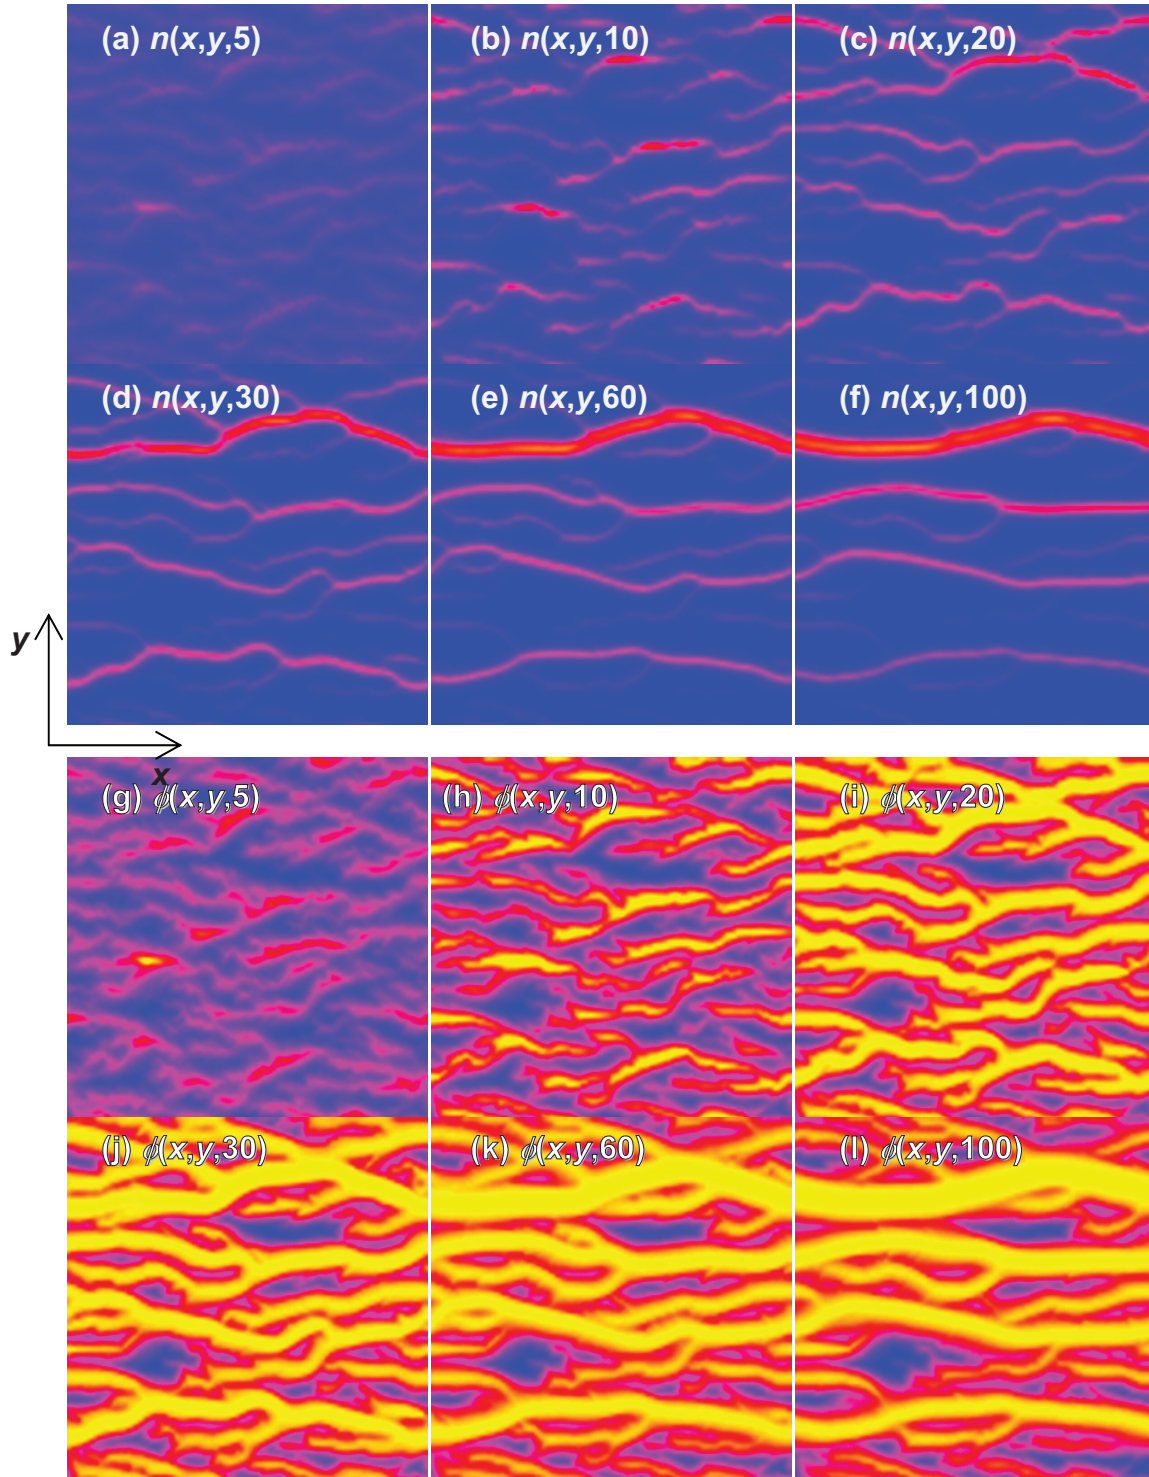 (a) n(x,y,5)
(b) n(x,y,10)
(c) n(x,y,20)
(d) n(x,y,30)
(e) n(x,y,60)
(f) n(x,y,100)
y
x
(g) ϕ(x,y,5)
(h) ϕ(x,y,10)
(i) ϕ(x,y,20)
(j) ϕ(x,y,30)
(k) ϕ(x,y,60)
(l) ϕ(x,y,100)